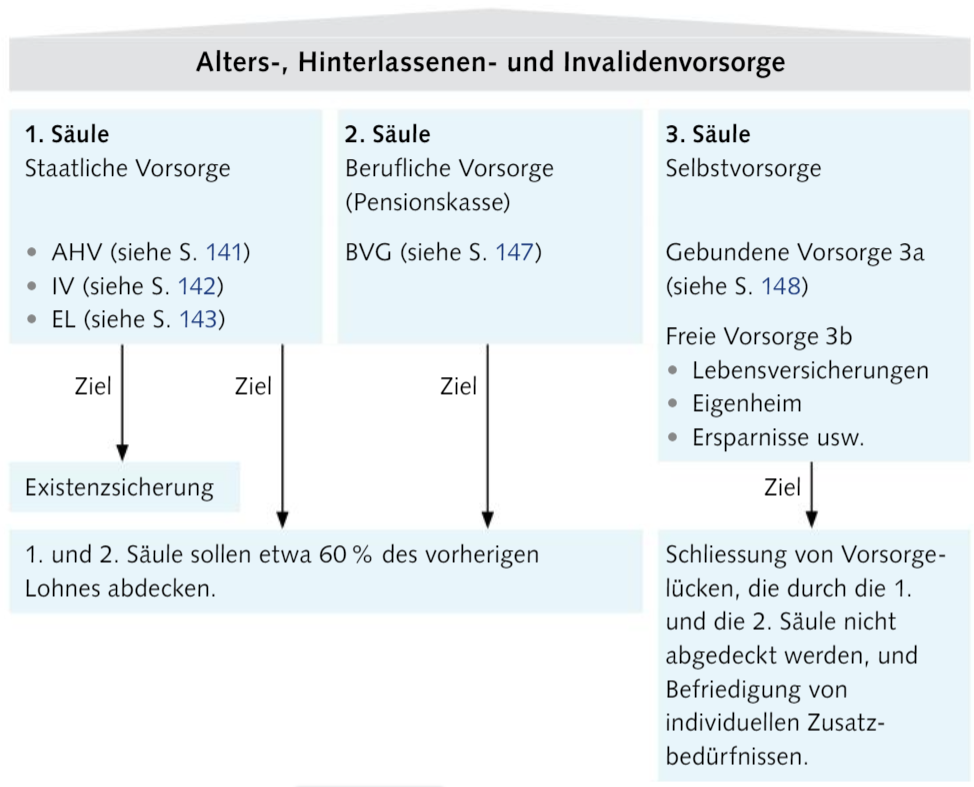 Alters-, Hinterlassenen- und Invalidenvorsorge
1. Säule
Staatliche Vorsorge
• AHV (siehe S. 141)
• IV (siehe S. 142)
• EL (siehe S. 143)
2. Säule
Berufliche Vorsorge
(Pensionskasse)
BVG (siehe S. 147)
3. Säule
Selbstvorsorge
Gebundene Vorsorge 3a
(siehe S. 148)
Freie Vorsorge 3b
• Lebensversicherungen
• Eigenheim
• Ersparnisse usw.
Ziel
Ziel
Ziel
Ziel
Existenzsicherung
1. und 2. Säule sollen etwa 60 % des vorherigen
Lohnes abdecken.
Schliessung von Vorsorge-
lücken, die durch die 1.
und die 2. Säule nicht
abgedeckt werden, und
Befriedigung von
individuellen Zusatz-
bedürfnissen.